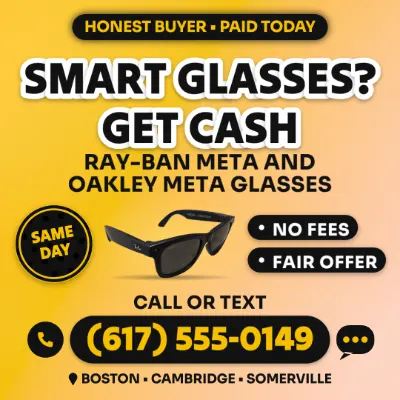 HONEST BUYER • PAID TODAY
SMART GLASSES?
GET CASH
RAY-BAN META AND
OAKLEY META GLASSES
SAME
DAY
• NO FEES
• FAIR OFFER
CALL OR TEXT
(617) 555-0149
BOSTON • CAMBRIDGE • SOMERVILLE